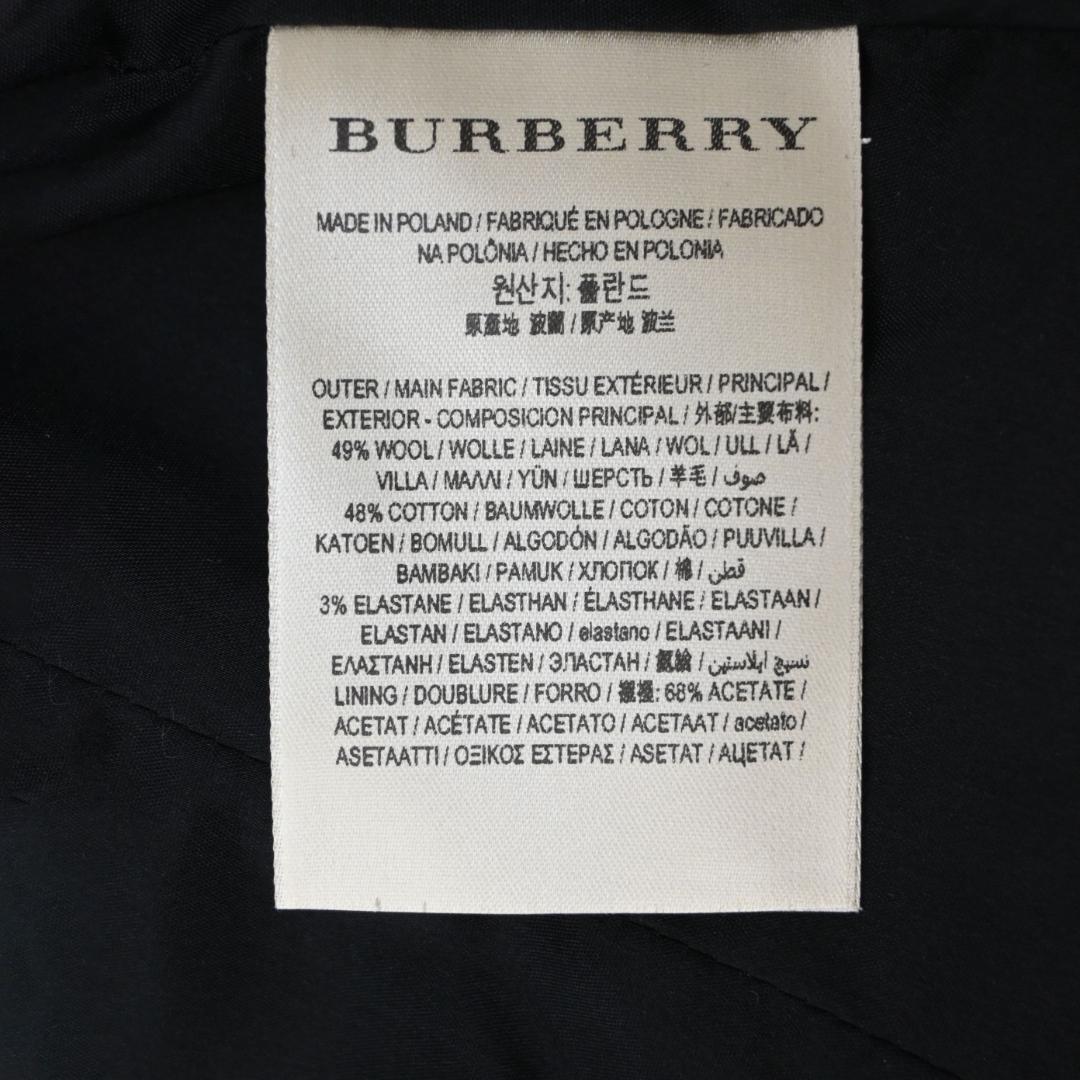 BURBERRY
MADE IN POLAND / FABRIQUÉ EN POLOGNE / FABRICADO
NA POLÔNIA / HECHO EN POLONIA
원산지: 폴란드
原產地 波蘭 / 原产地 波兰
OUTER / MAIN FABRIC / TISSU EXTÉRIEUR / PRINCIPAL /
EXTERIOR - COMPOSICION PRINCIPAL / 外部/主要布料:
49% WOOL / WOLLE / LAINE / LANA / WOL / ULL / LÃ /
VILLA / ΜΑΛΛΙ / YÜN / ШЕРСТЬ / 羊毛 / صوف
48% COTTON / BAUMWOLLE / COTON / COTONE /
KATOEN / BOMULL / ALGODÓN / ALGODÃO / PUUVILLA /
BAMBAKI / PAMUK / ХЛОПОК / 棉 / قطن
3% ELASTANE / ELASTHAN / ÉLASTHANE / ELASTAAN /
ELASTAN / ELASTANO / elastano / ELASTAANI /
ΕΛΑΣΤΑΝΗ / ELASTEN / ЭЛАСТАН / 氨綸 / نسيج ايلاستين
LINING / DOUBLURE / FORRO / : 68% ACETATE /
ACETAT / ACÉTATE / ACETATO / ACETAAT / acetato /
ASETAATTI / ΟΞΙΚΟΣ ΕΣΤΕΡΑΣ / ASETAT / АЦЕТАТ /